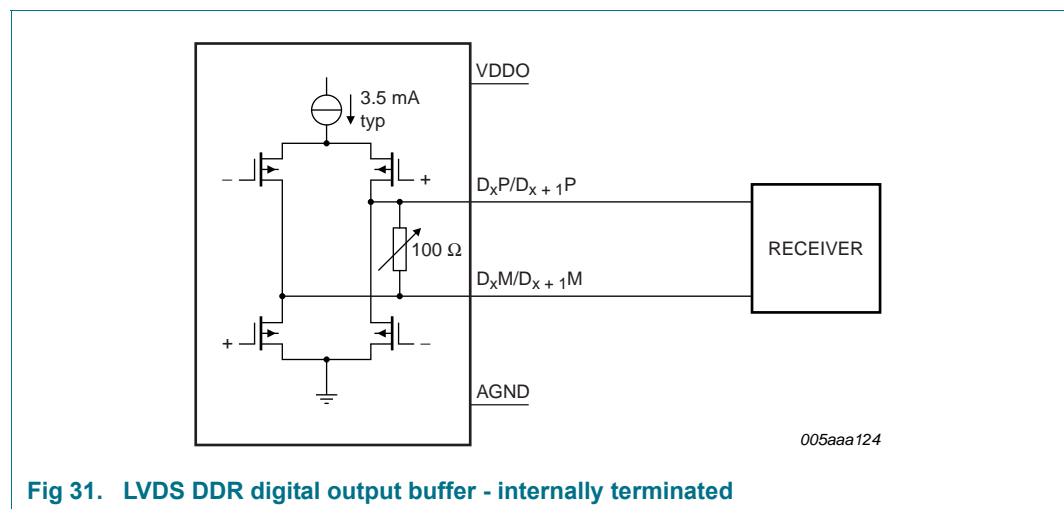 VDDO
3.5 mA
typ
–
+
DxP/Dx + 1P
100 Ω
RECEIVER
DxM/Dx + 1M
+
–
AGND
005aaa124
Fig 31. LVDS DDR digital output buffer - internally terminated